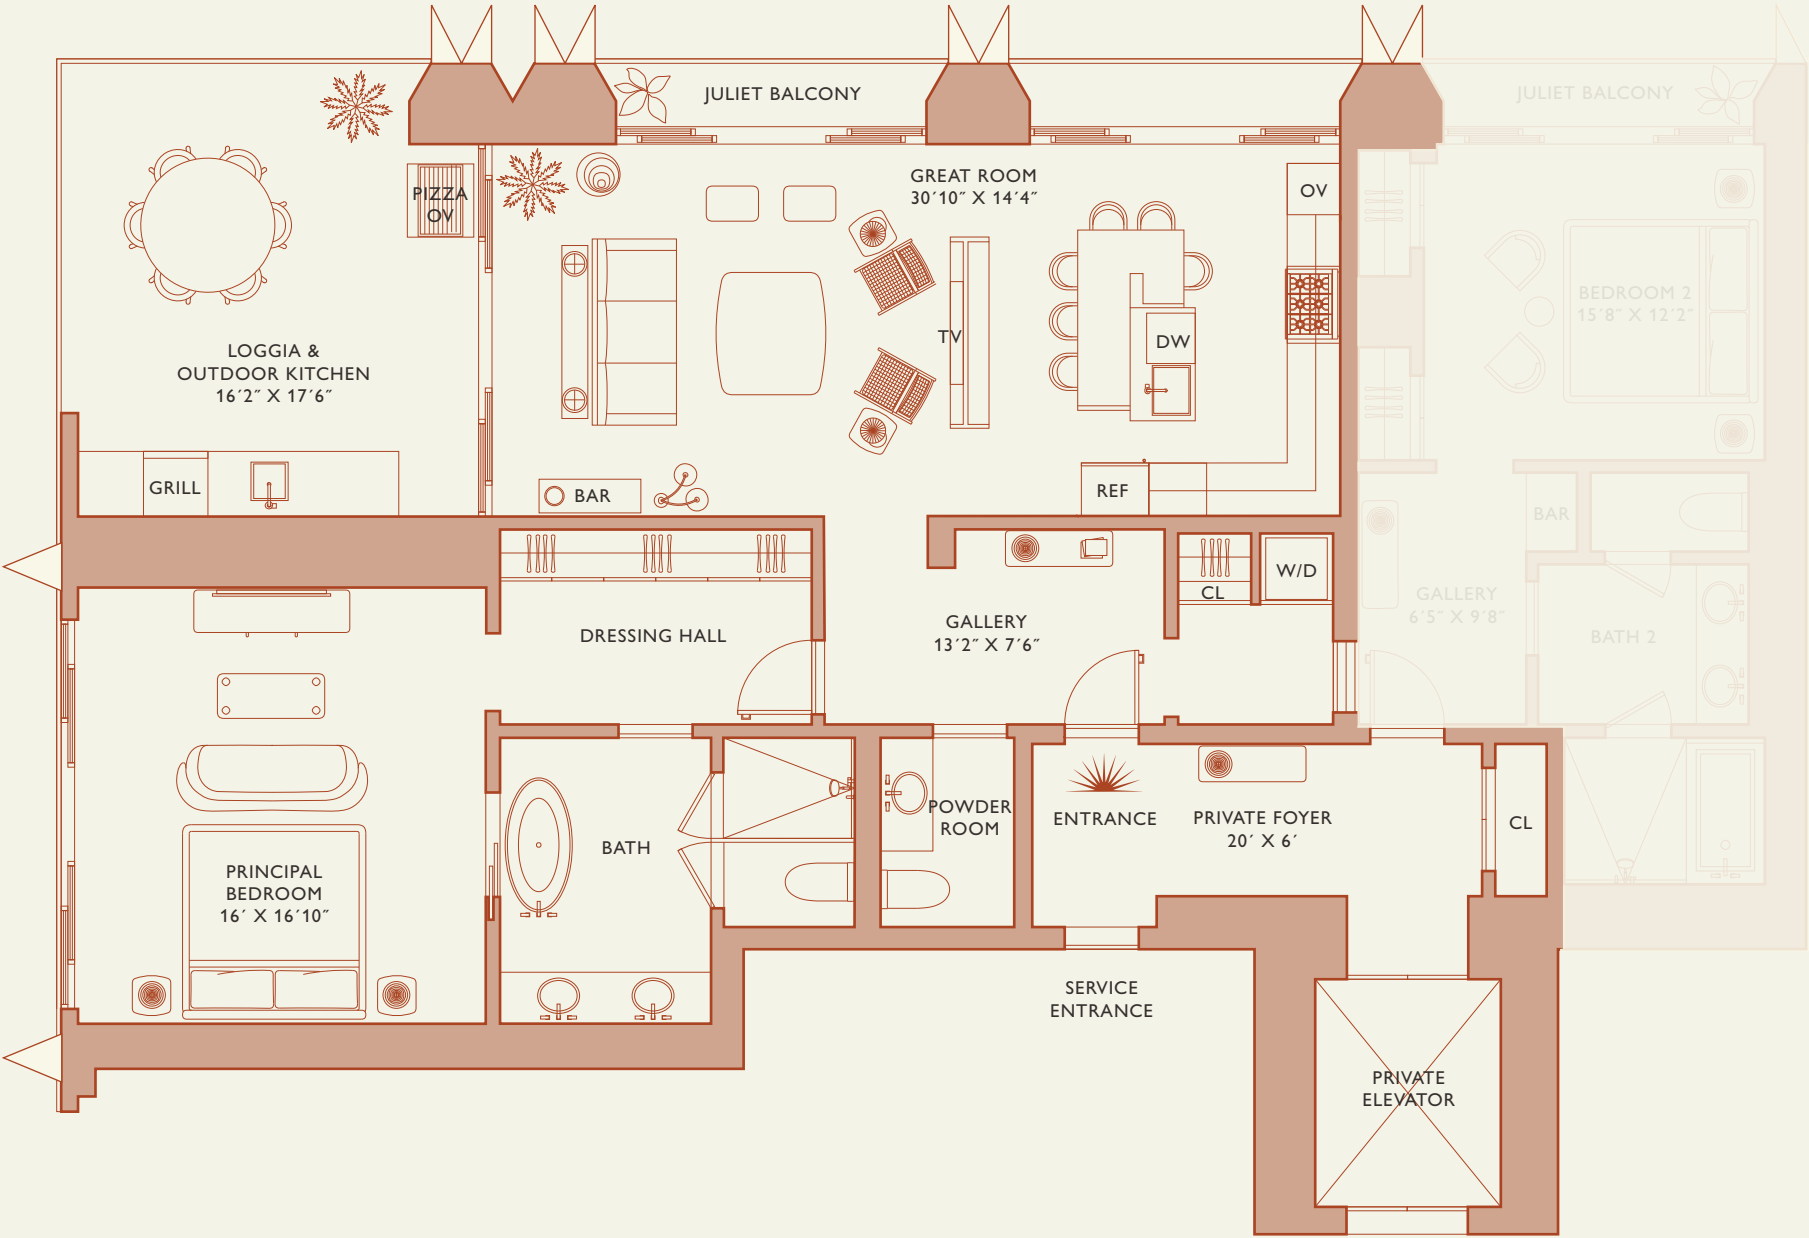 JULIET BALCONY
JULIET BALCONY
GREAT ROOM
30´10˝ X 14´4˝
PIZZA
OV
OV
LOGGIA &
OUTDOOR KITCHEN
16´2˝ X 17´6˝
TV
DW
BEDROOM 2
15´8˝ X 12´2˝
GRILL
BAR
REF
BAR
W/D
CL
DRESSING HALL
GALLERY
13´2˝ X 7´6˝
GALLERY
6´5˝ X 9´8˝
BATH 2
POWDER
ROOM
ENTRANCE
PRIVATE FOYER
20´ X 6´
CL
BATH
PRINCIPAL
BEDROOM
16´ X 16´10˝
SERVICE
ENTRANCE
PRIVATE
ELEVATOR